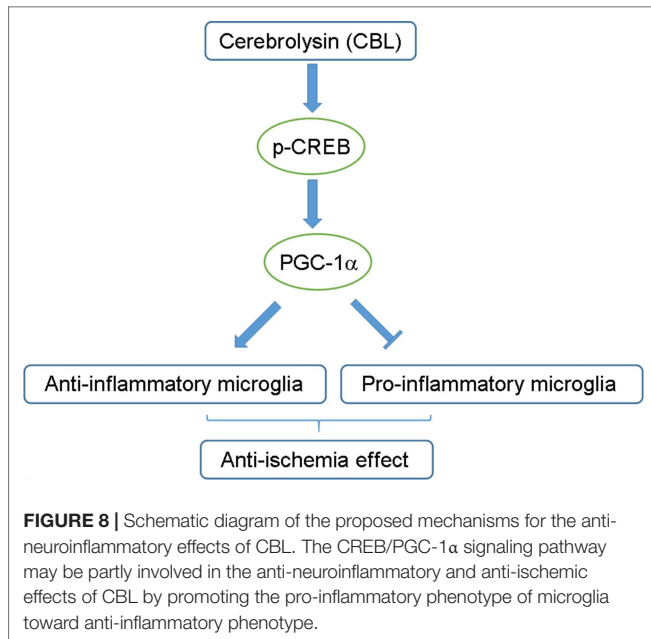 Cerebrolysin (CBL)
p-CREB
PGC-1α
Anti-inflammatory microglia Pro-inflammatory microglia
Anti-ischemia effect
FIGURE 8 | Schematic diagram of the proposed mechanisms for the anti-
neuroinflammatory effects of CBL. The CREB/PGC-1α signaling pathway
may be partly involved in the anti-neuroinflammatory and anti-ischemic
effects of CBL by promoting the pro-inflammatory phenotype of microglia
toward anti-inflammatory phenotype.